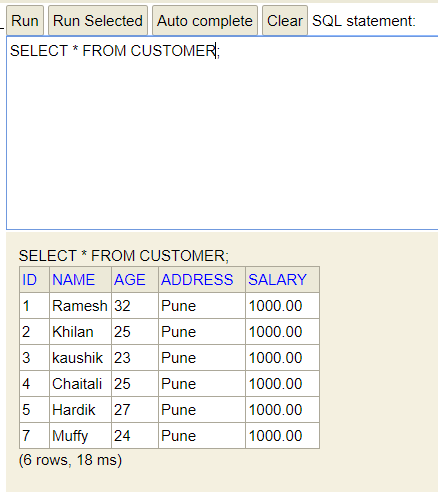 Run Run Selected Auto complete Clear SQL statement:
SELECT * FROM CUSTOMER;
SELECT * FROM CUSTOMER;
ID NAME AGE ADDRESS SALARY
1 Ramesh 32 Pune 1000.00
2 Khilan 25 Pune 1000.00
3 kaushik 23 Pune 1000.00
4 Chaitali 25 Pune 1000.00
5 Hardik 27 Pune 1000.00
7 Muffy 24 Pune 1000.00
(6 rows, 18 ms)